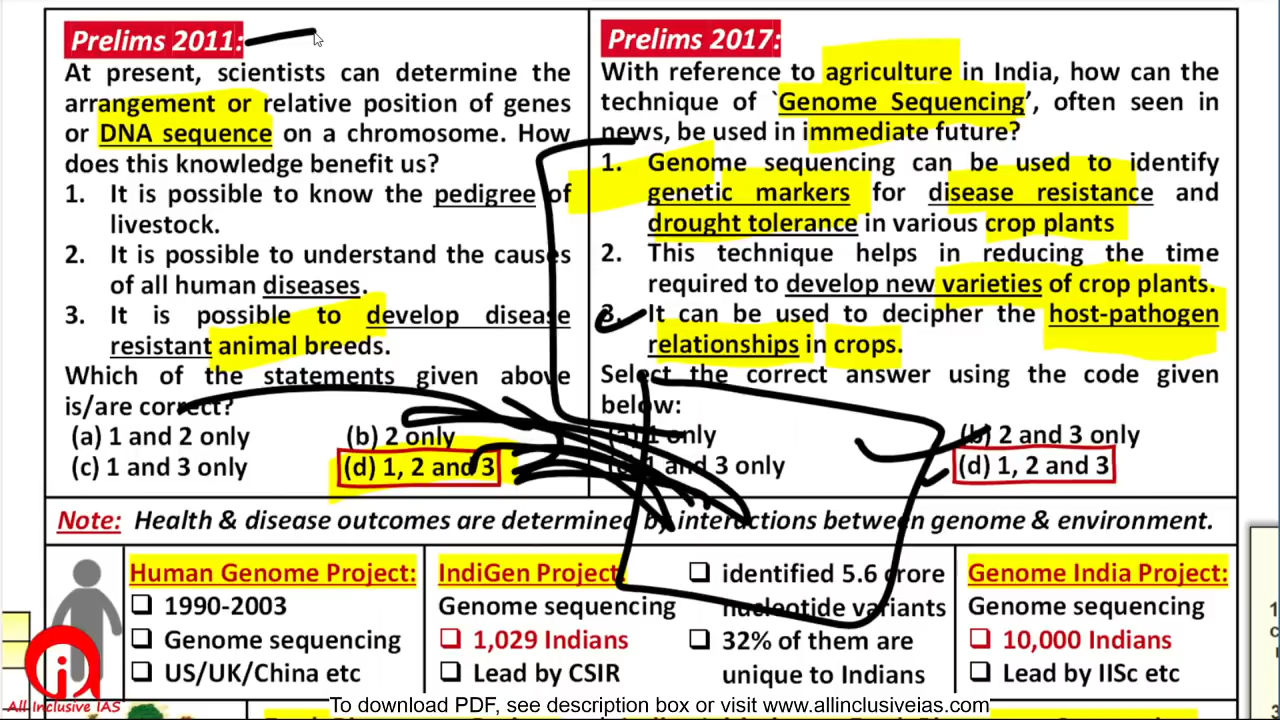 Prelims 2011:
At present, scientists can determine the
arrangement or relative position of genes
or DNA sequence on a chromosome. How
does this knowledge benefit us?
1. It is possible to know the pedigree of
livestock.
2. It is possible to understand the causes
of all human diseases.
3. It is possible to develop disease
resistant animal breeds.
Which of the statements given above
is/are correct?
(a) 1 and 2 only (b) 2 only
(c) 1 and 3 only (d) 1, 2 and 3
Prelims 2017:
With reference to agriculture in India, how can the
technique of `Genome Sequencing’, often seen in
news, be used in immediate future?
1. Genome sequencing can be used to identify
genetic markers for disease resistance and
drought tolerance in various crop plants
2. This technique helps in reducing the time
required to develop new varieties of crop plants.
3. It can be used to decipher the host-pathogen
relationships in crops.
Select the correct answer using the code given
below:
(a) 1 only (b) 2 and 3 only
1 and 3 only (d) 1, 2 and 3
Note: Health & disease outcomes are determined by interactions between genome & environment.
Human Genome Project:
❑ 1990-2003
❑ Genome sequencing
❑ US/UK/China etc
IndiGen Project:
Genome sequencing
❑ 1,029 Indians
❑ Lead by CSIR
❑ identified 5.6 crore
nucleotide variants
❑ 32% of them are
unique to Indians
Genome India Project:
Genome sequencing
❑ 10,000 Indians
❑ Lead by IISc etc
All Inclusive IAS
To download PDF, see description box or visit www.allinclusiveias.com